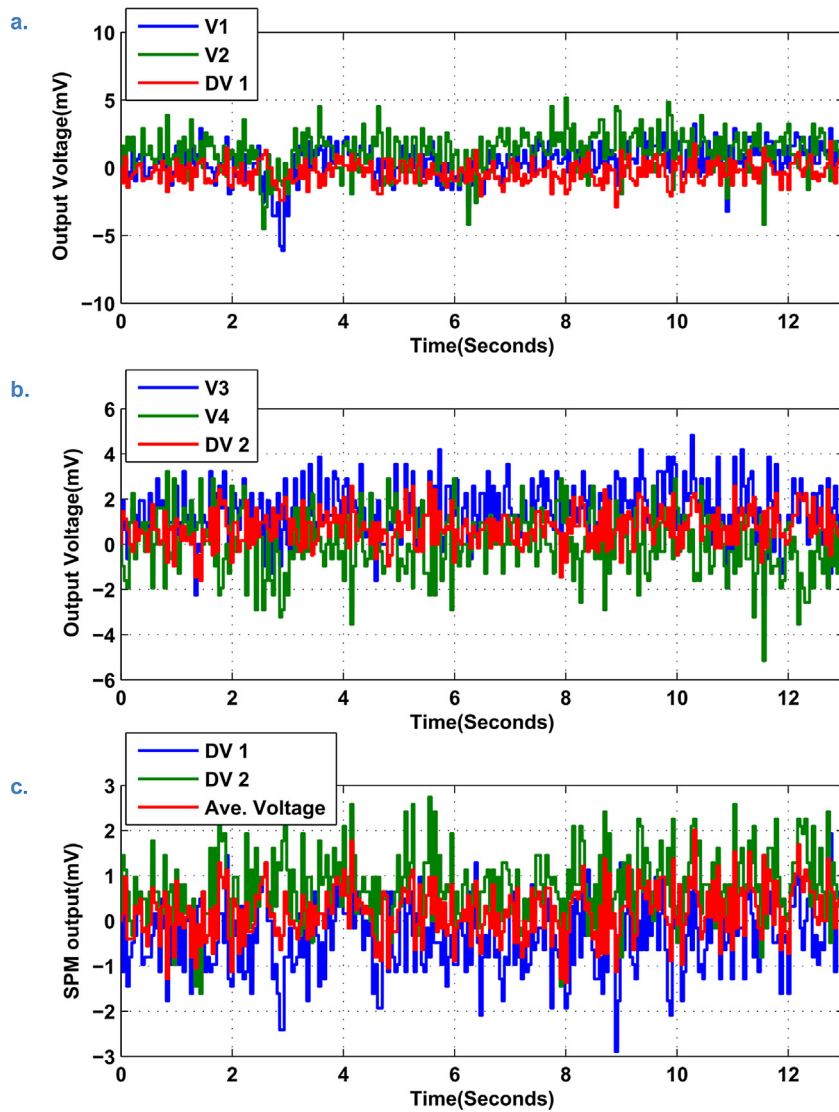 a.
V1
V2
DV 1
10
5
0
−5
−10
Output Voltage(mV)
0 2 4 6 8 10 12
Time(Seconds)
b.
V3
V4
DV 2
6
4
2
0
−2
−4
−6
Output Voltage(mV)
0 2 4 6 8 10 12
Time(Seconds)
c.
DV 1
DV 2
Ave. Voltage
3
2
1
0
−1
−2
−3
SPM output(mV)
0 2 4 6 8 10 12
Time(Seconds)